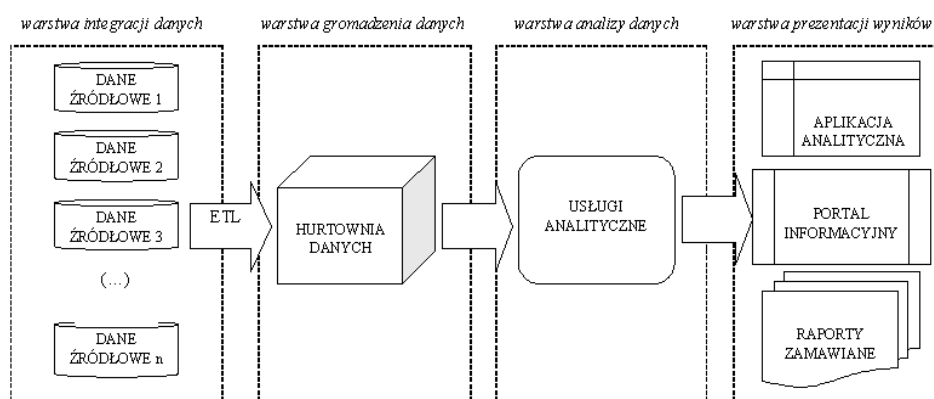 warstwa integracji danych
warstwa gromadzenia danych
warstwa analizy danych
warstwa prezentacji wyników
DANE
ŹRÓDŁOWE 1
DANE
ŹRÓDŁOWE 2
DANE
ŹRÓDŁOWE 3
(...)
DANE
ŹRÓDŁOWE n
ETL
HURTOWNIA
DANYCH
USŁUGI
ANALITYCZNE
APLIKACJA
ANALITYCZNA
PORTAL
INFORMACYJNY
RAPORTY
ZAMAWIANE